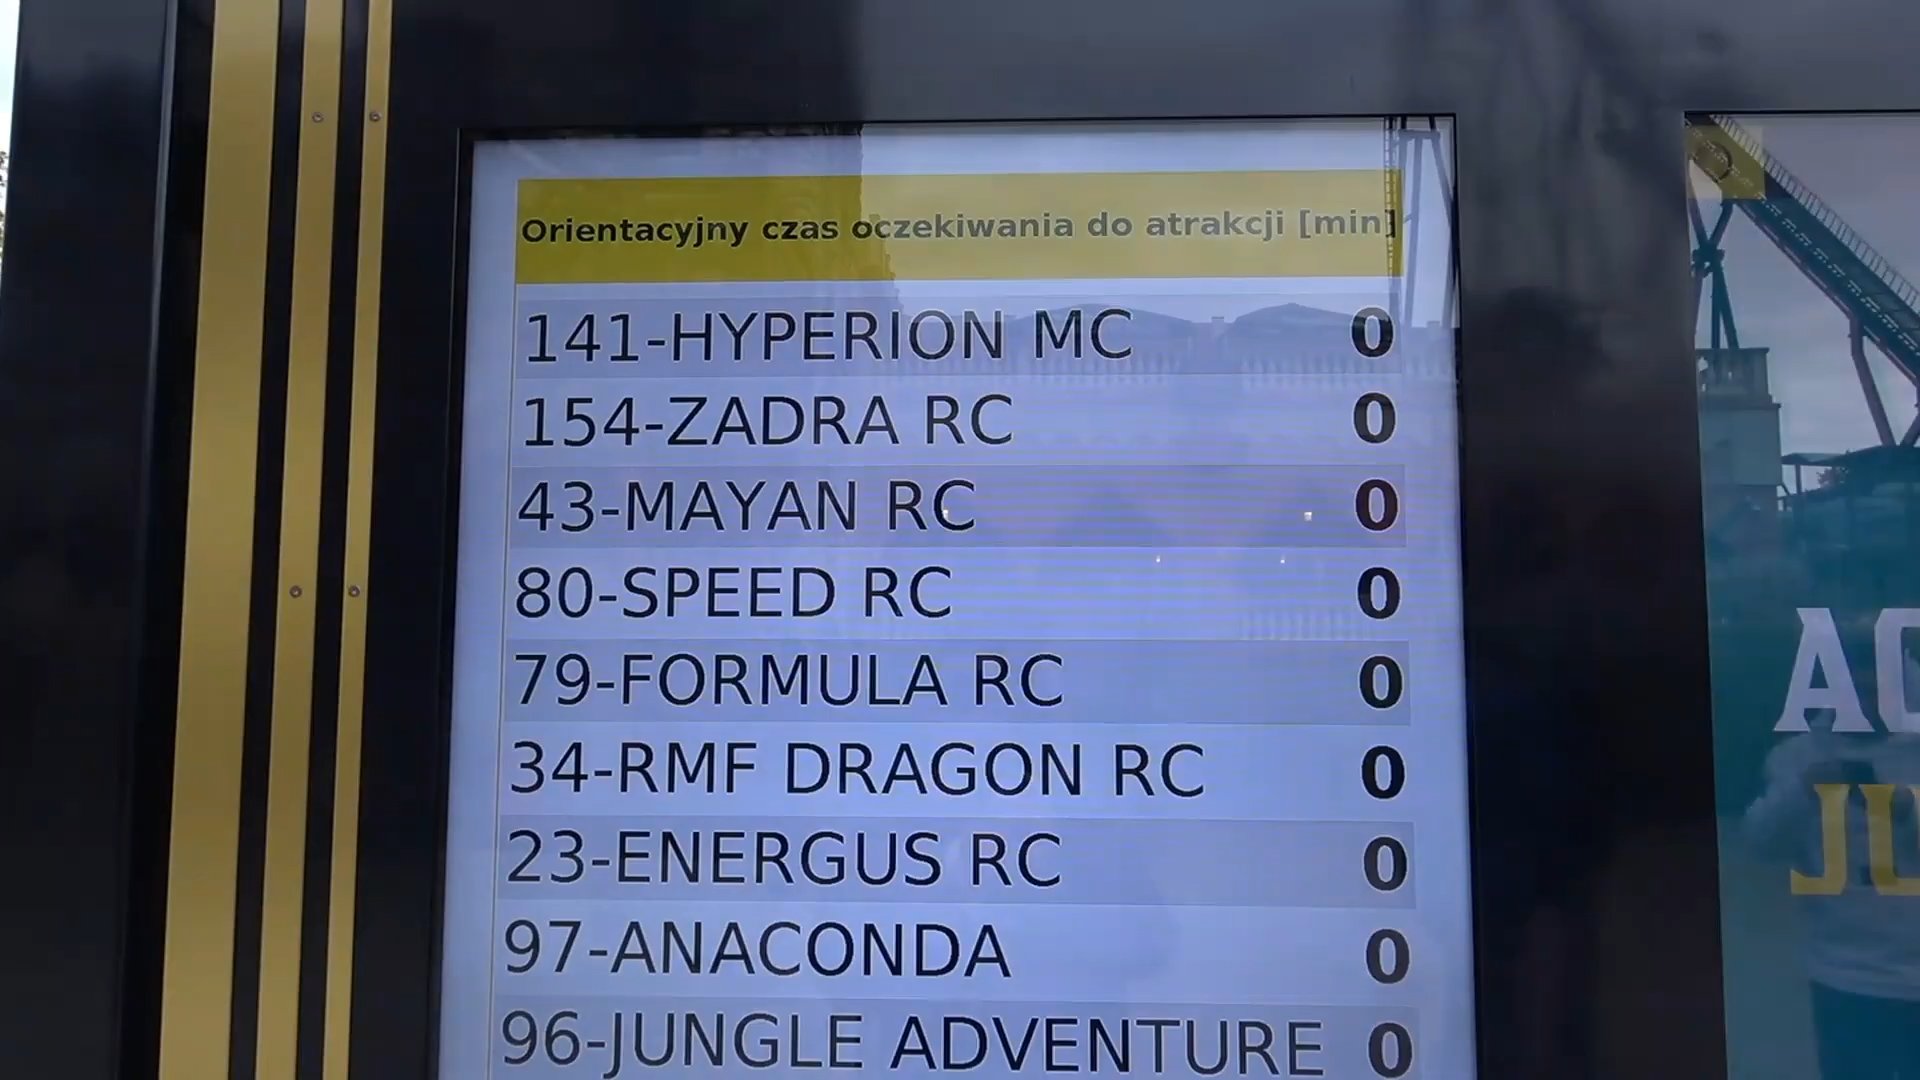 Orientacyjny czas oczekiwania do atrakcji [min]
141-HYPERION MC 0
154-ZADRA RC 0
43-MAYAN RC 0
80-SPEED RC 0
79-FORMULA RC 0
34-RMF DRAGON RC 0
23-ENERGUS RC 0
97-ANACONDA 0
96-JUNGLE ADVENTURE 0